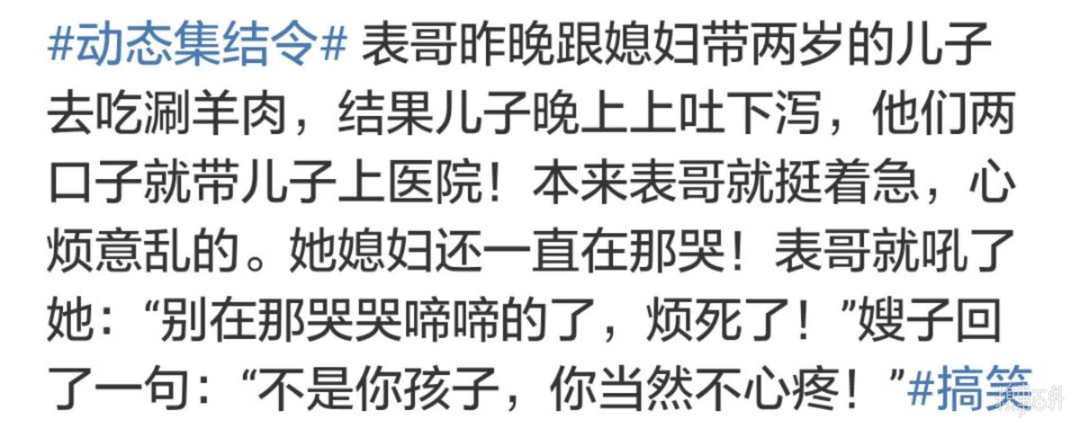 #动态集结令# 表哥昨晚跟媳妇带两岁的儿子
去吃涮羊肉，结果儿子晚上上吐下泻，他们两
口子就带儿子上医院！本来表哥就挺着急，心
烦意乱的。她媳妇还一直在那哭！表哥就吼了
她：“别在那哭哭啼啼的了，烦死了！”嫂子回
了一句：“不是你孩子，你当然不心疼！”#搞笑